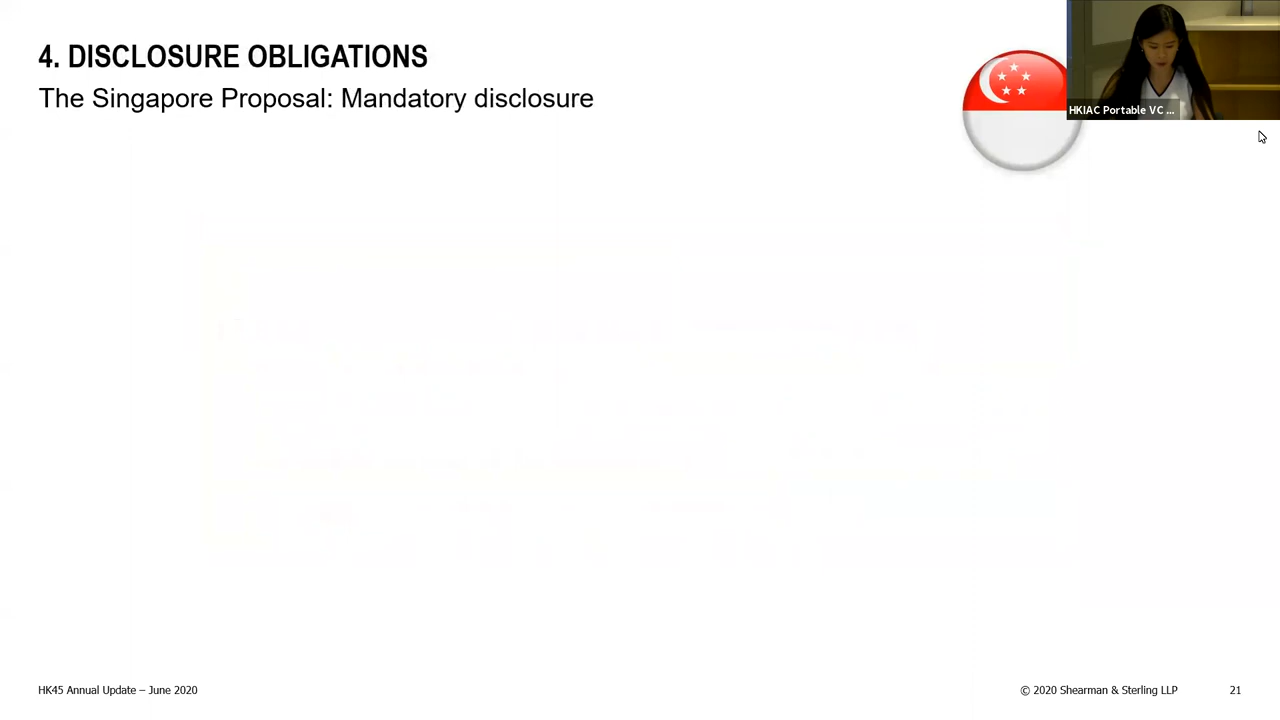 4. DISCLOSURE OBLIGATIONS
The Singapore Proposal: Mandatory disclosure
HKIAC Portable VC ...
HK45 Annual Update – June 2020
© 2020 Shearman & Sterling LLP
21